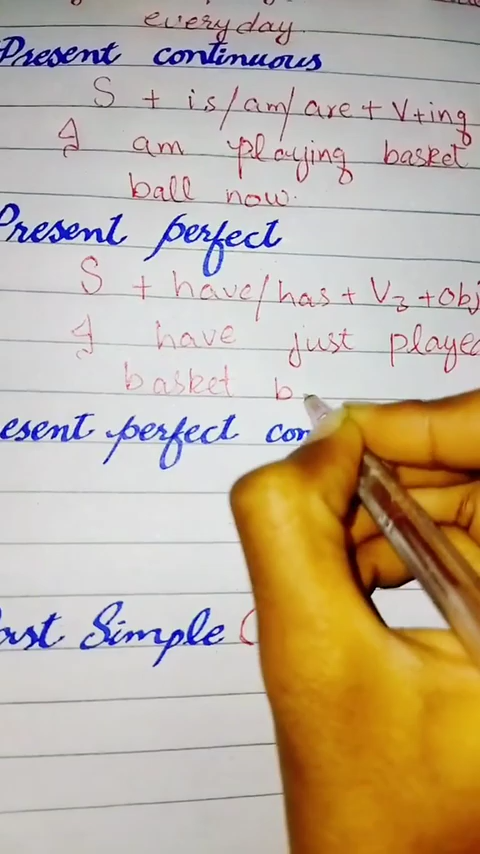 everyday.
Present continuous
S + is/am/are + V+ing
I am playing basket
ball now.
Present perfect
S + have/has + V3 + obj
I have just playe
basket b
esent perfect con
ast Simple (